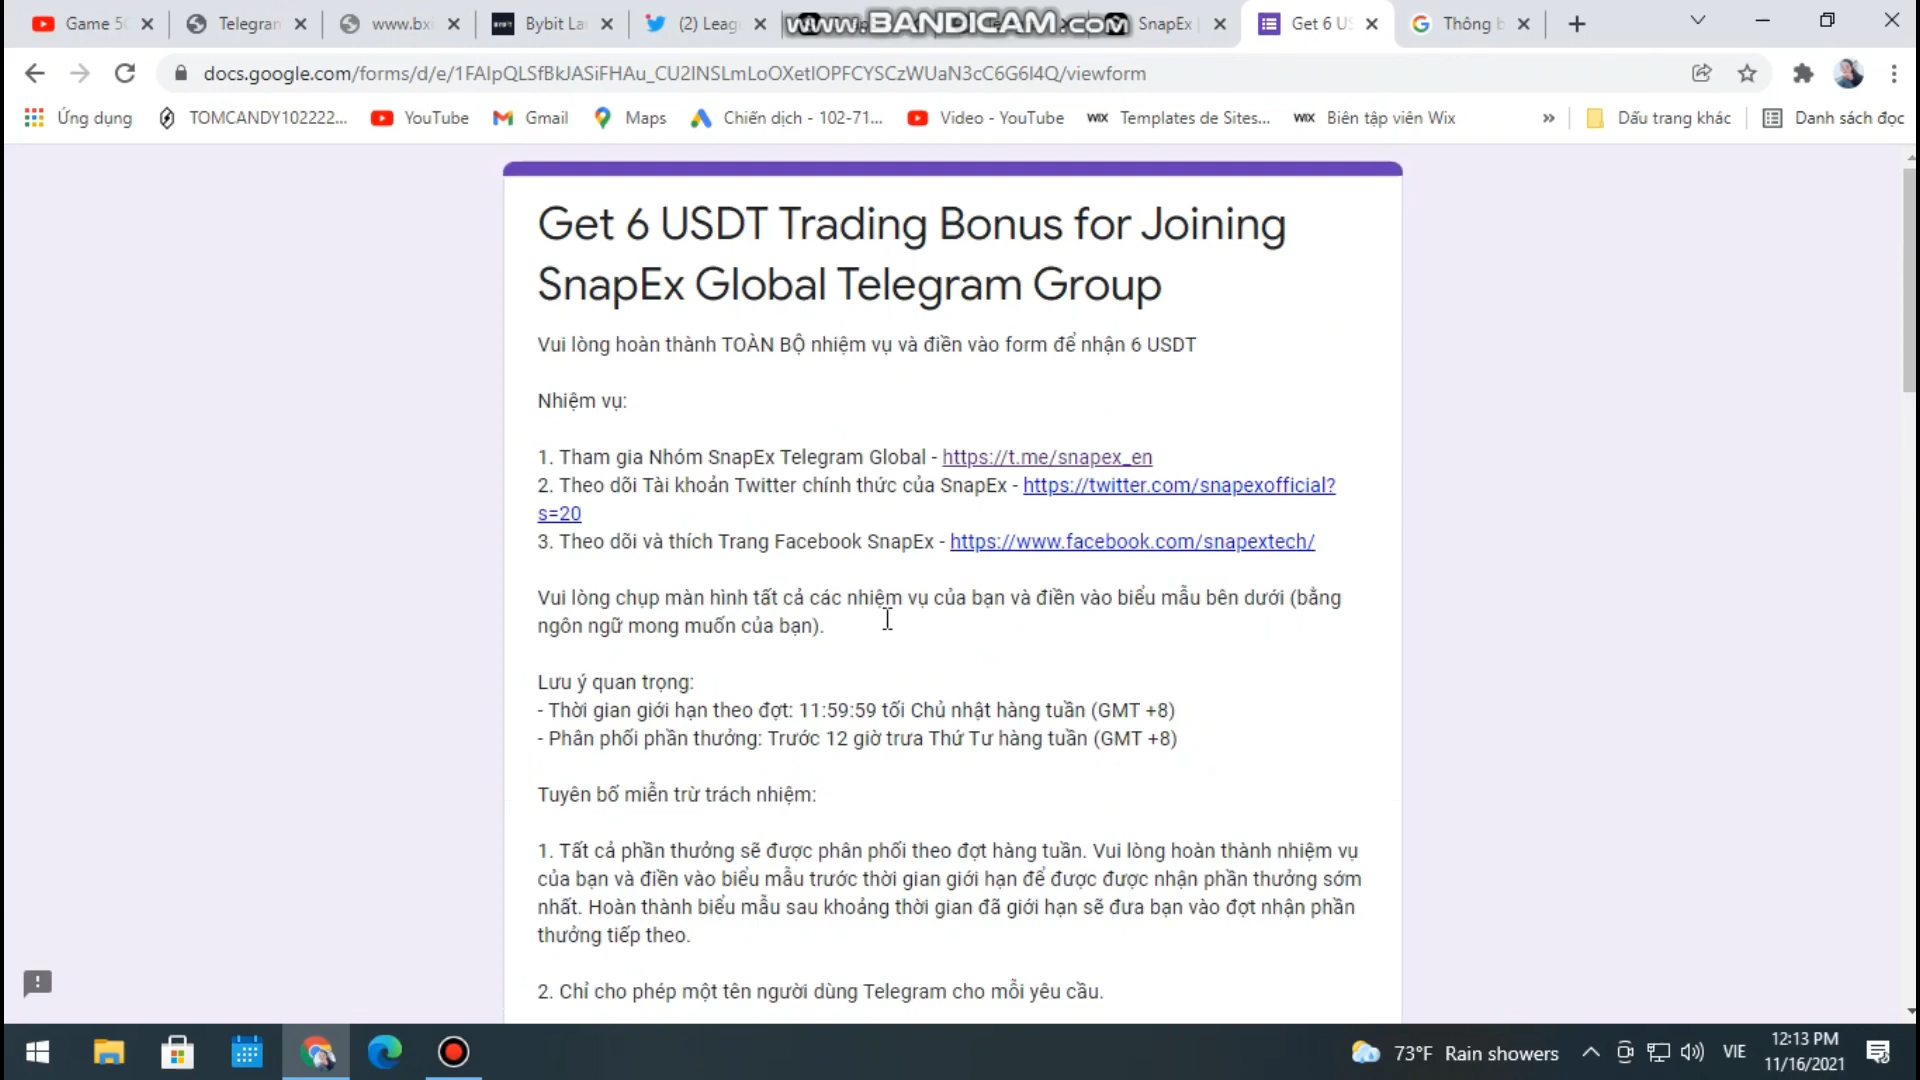 Game 50
Telegram
www.bxi
Bybit La
(2) Leag
www.BANDICAM.com
SnapEx |
Get 6 US
Thông b
docs.google.com/forms/d/e/1FAIpQLSfBkJASiFHAu_CU2INSLmLoOXetIOPFCYSCzWUaN3cC6G6I4Q/viewform
Ứng dụng
TOMCANDY102222...
YouTube
Gmail
Maps
Chiến dịch - 102-71...
Video - YouTube
WIX Templates de Sites...
WIX Biên tập viên Wix
»
Dấu trang khác
Danh sách đọc
Get 6 USDT Trading Bonus for Joining
SnapEx Global Telegram Group
Vui lòng hoàn thành TOÀN BỘ nhiệm vụ và điền vào form để nhận 6 USDT
Nhiệm vụ:
1. Tham gia Nhóm SnapEx Telegram Global - https://t.me/snapex_en
2. Theo dõi Tài khoản Twitter chính thức của SnapEx - https://twitter.com/snapexofficial?
s=20
3. Theo dõi và thích Trang Facebook SnapEx - https://www.facebook.com/snapextech/
Vui lòng chụp màn hình tất cả các nhiệm vụ của bạn và điền vào biểu mẫu bên dưới (bằng
ngôn ngữ mong muốn của bạn).
Lưu ý quan trọng:
- Thời gian giới hạn theo đợt: 11:59:59 tối Chủ nhật hàng tuần (GMT +8)
- Phân phối phần thưởng: Trước 12 giờ trưa Thứ Tư hàng tuần (GMT +8)
Tuyên bố miễn trừ trách nhiệm:
1. Tất cả phần thưởng sẽ được phân phối theo đợt hàng tuần. Vui lòng hoàn thành nhiệm vụ
của bạn và điền vào biểu mẫu trước thời gian giới hạn để được được nhận phần thưởng sớm
nhất. Hoàn thành biểu mẫu sau khoảng thời gian đã giới hạn sẽ đưa bạn vào đợt nhận phần
thưởng tiếp theo.
2. Chỉ cho phép một tên người dùng Telegram cho mỗi yêu cầu.
73°F Rain showers
VIE
12:13 PM
11/16/2021